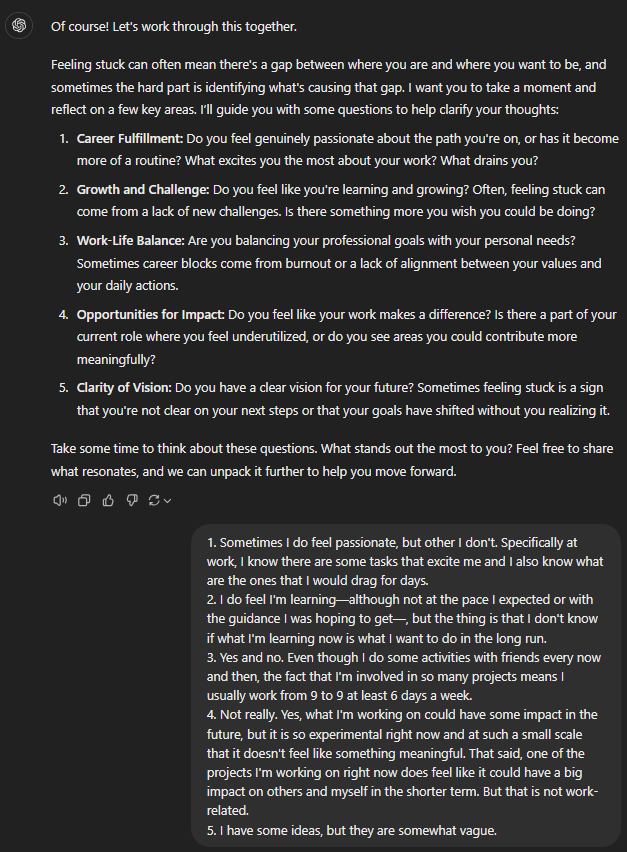 Of course! Let's work through this together.
Feeling stuck can often mean there's a gap between where you are and where you want to be, and
sometimes the hard part is identifying what's causing that gap. I want you to take a moment and
reflect on a few key areas. I'll guide you with some questions to help clarify your thoughts:
1. Career Fulfillment: Do you feel genuinely passionate about the path you're on, or has it become
more of a routine? What excites you the most about your work? What drains you?
2. Growth and Challenge: Do you feel like you're learning and growing? Often, feeling stuck can
come from a lack of new challenges. Is there something more you wish you could be doing?
3. Work-Life Balance: Are you balancing your professional goals with your personal needs?
Sometimes career blocks come from burnout or a lack of alignment between your values and
your daily actions.
4. Opportunities for Impact: Do you feel like your work makes a difference? Is there a part of your
current role where you feel underutilized, or do you see areas you could contribute more
meaningfully?
5. Clarity of Vision: Do you have a clear vision for your future? Sometimes feeling stuck is a sign
that you're not clear on your next steps or that your goals have shifted without you realizing it.
Take some time to think about these questions. What stands out the most to you? Feel free to share
what resonates, and we can unpack it further to help you move forward.
1. Sometimes I do feel passionate, but other I don't. Specifically at
work, I know there are some tasks that excite me and I also know what
are the ones that I would drag for days.
2. I do feel I'm learning—although not at the pace I expected or with
the guidance I was hoping to get—, but the thing is that I don't know
if what I'm learning now is what I want to do in the long run.
3. Yes and no. Even though I do some activities with friends every now
and then, the fact that I'm involved in so many projects means I
usually work from 9 to 9 at least 6 days a week.
4. Not really. Yes, what I'm working on could have some impact in the
future, but it is so experimental right now and at such a small scale
that it doesn't feel like something meaningful. That said, one of the
projects I'm working on right now does feel like it could have a big
impact on others and myself in the shorter term. But that is not work-
related.
5. I have some ideas, but they are somewhat vague.